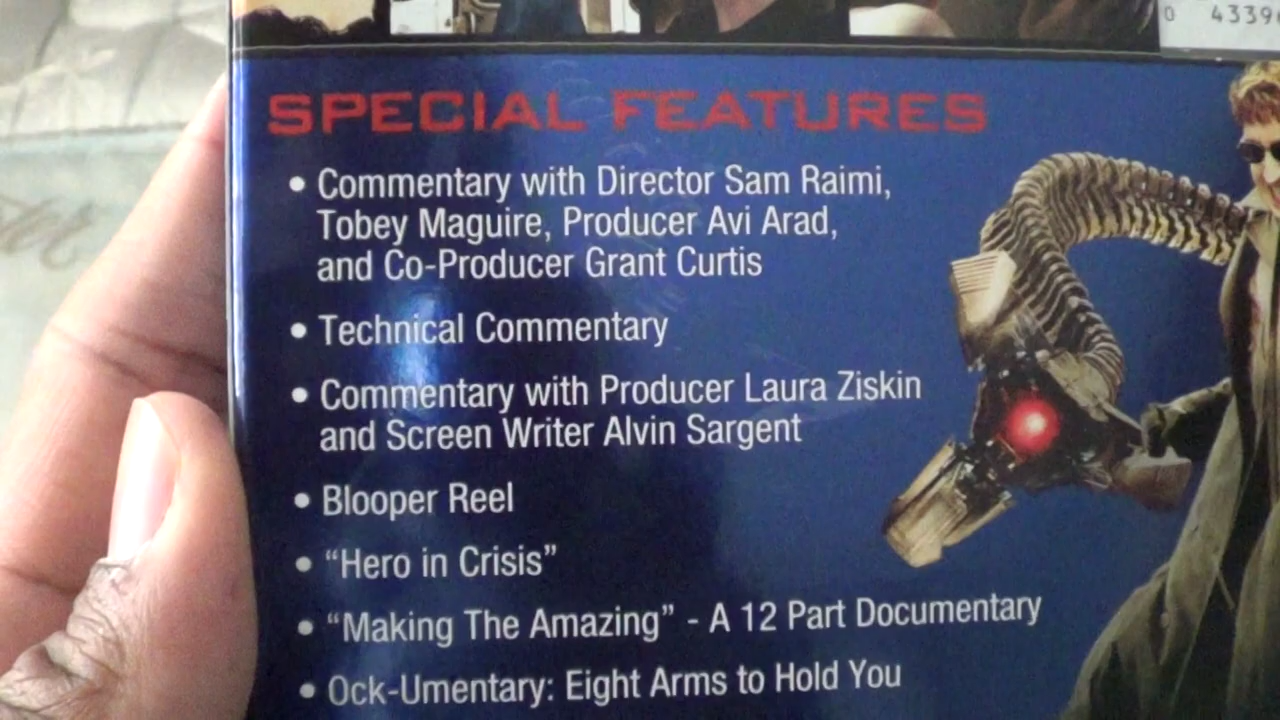 0 4339
SPECIAL FEATURES
• Commentary with Director Sam Raimi,
Tobey Maguire, Producer Avi Arad,
and Co-Producer Grant Curtis
• Technical Commentary
• Commentary with Producer Laura Ziskin
and Screen Writer Alvin Sargent
• Blooper Reel
• “Hero in Crisis”
• “Making The Amazing” - A 12 Part Documentary
• Ock-Umentary: Eight Arms to Hold You